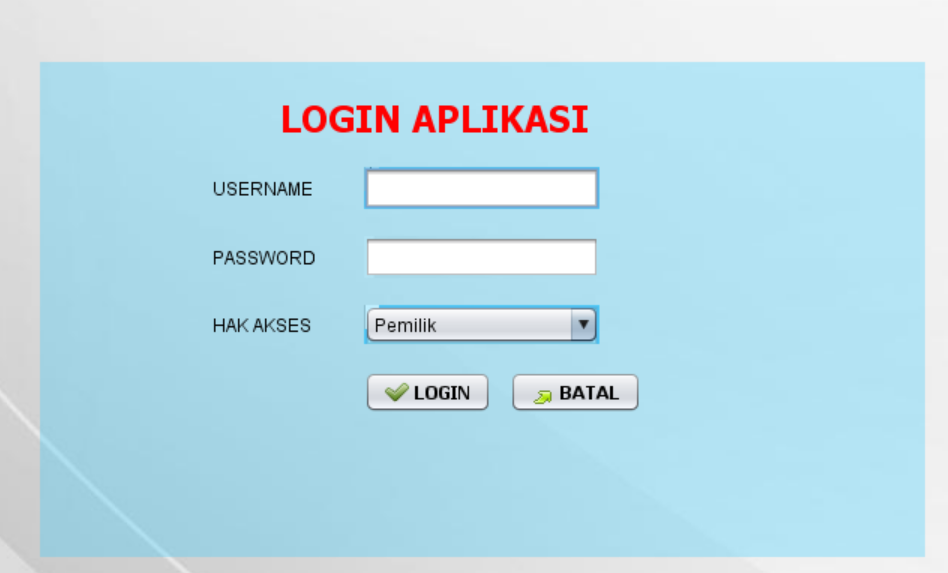 LOGIN APLIKASI
USERNAME
PASSWORD
HAK AKSES Pemilik
LOGIN BATAL